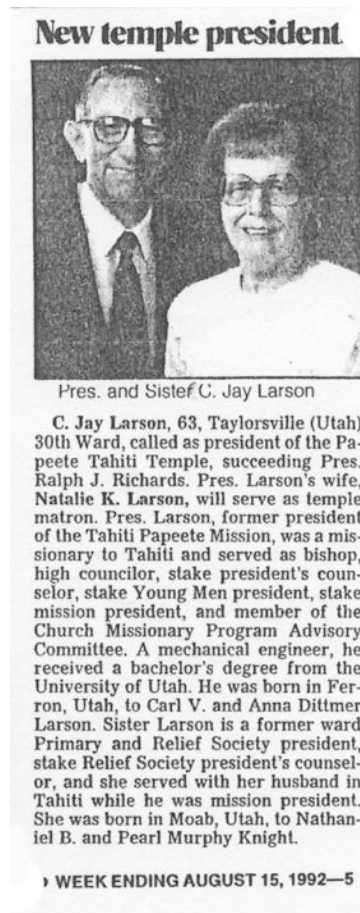 New temple president
Pres. and Sister C. Jay Larson
C. Jay Larson, 63, Taylorsville (Utah)
30th Ward, called as president of the Pa-
peete Tahiti Temple, succeeding Pres.
Ralph J. Richards. Pres. Larson's wife,
Natalie K. Larson, will serve as temple
matron. Pres. Larson, former president
of the Tahiti Papeete Mission, was a mis-
sionary to Tahiti and served as bishop,
high councilor, stake president's coun-
selor, stake Young Men president, stake
mission president, and member of the
Church Missionary Program Advisory
Committee. A mechanical engineer, he
received a bachelor's degree from the
University of Utah. He was born in Fer-
ron, Utah, to Carl V. and Anna Dittmer
Larson. Sister Larson is a former ward
Primary and Relief Society president,
stake Relief Society president's counsel-
or, and she served with her husband in
Tahiti while he was mission president.
She was born in Moab, Utah, to Nathan-
iel B. and Pearl Murphy Knight.
WEEK ENDING AUGUST 15, 1992—5